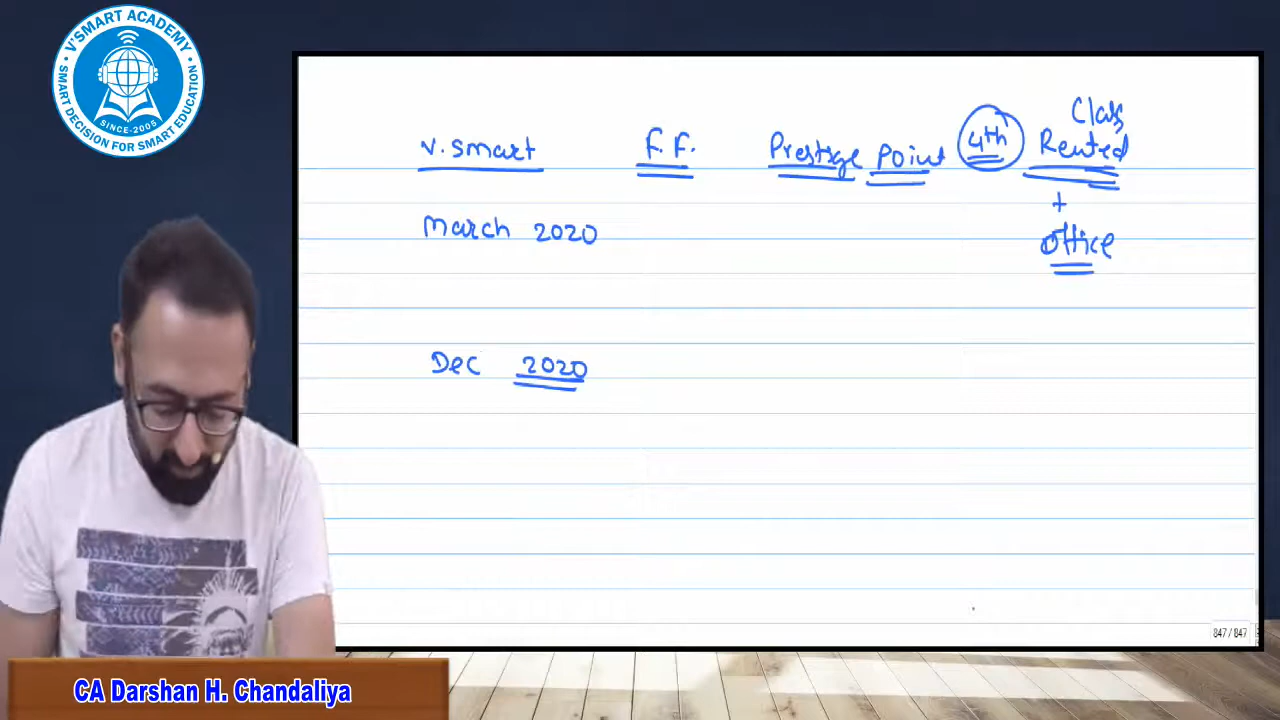 V'SMART ACADEMY
SMART DECISION FOR SMART EDUCATION
SINCE-2005
v.smart F.F. Prestige Point 4th Class Rented
+
office
March 2020
Dec 2020
847 / 847
CA Darshan H. Chandaliya